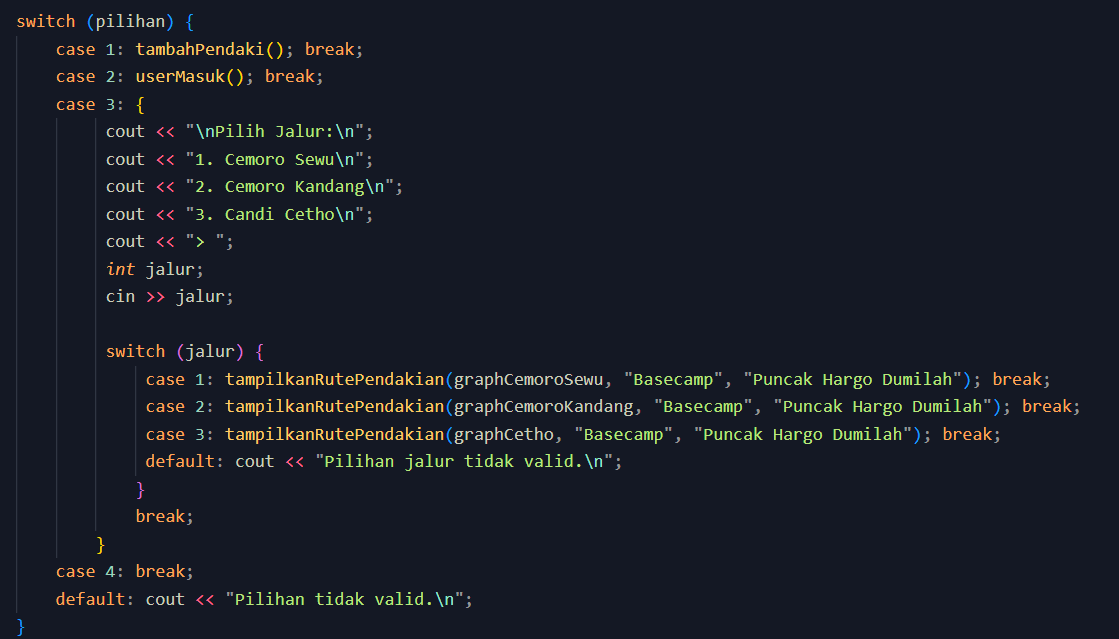 switch (pilihan) {
    case 1: tambahPendaki(); break;
    case 2: userMasuk(); break;
    case 3: {
         cout << "\nPilih Jalur:\n";
         cout << "1. Cemoro Sewu\n";
         cout << "2. Cemoro Kandang\n";
         cout << "3. Candi Cetho\n";
         cout << "> ";
         int jalur;
         cin >> jalur;

         switch (jalur) {
             case 1: tampilkanRutePendakian(graphCemoroSewu, "Basecamp", "Puncak Hargo Dumilah"); break;
             case 2: tampilkanRutePendakian(graphCemoroKandang, "Basecamp", "Puncak Hargo Dumilah"); break;
             case 3: tampilkanRutePendakian(graphCetho, "Basecamp", "Puncak Hargo Dumilah"); break;
             default: cout << "Pilihan jalur tidak valid.\n";
            }
            break;
        }
    case 4: break;
    default: cout << "Pilihan tidak valid.\n";
}